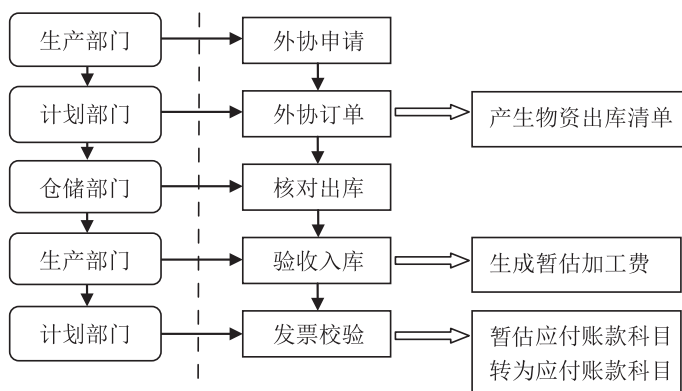 生产部门
外协申请
计划部门
外协订单
产生物资出库清单
仓储部门
核对出库
生产部门
验收入库
生成暂估加工费
计划部门
发票校验
暂估应付账款科目
转为应付账款科目